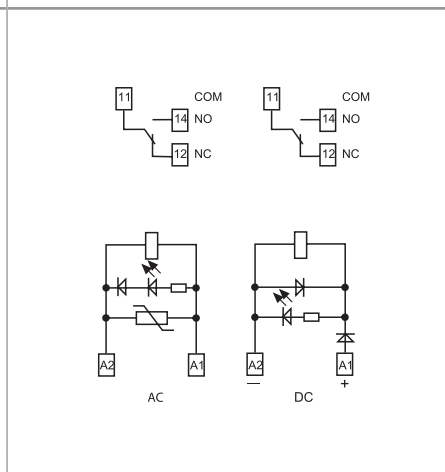 11 COM 11 COM
14 NO 14 NO
12 NC 12 NC
A2 A1 A2 A1
— +
AC DC